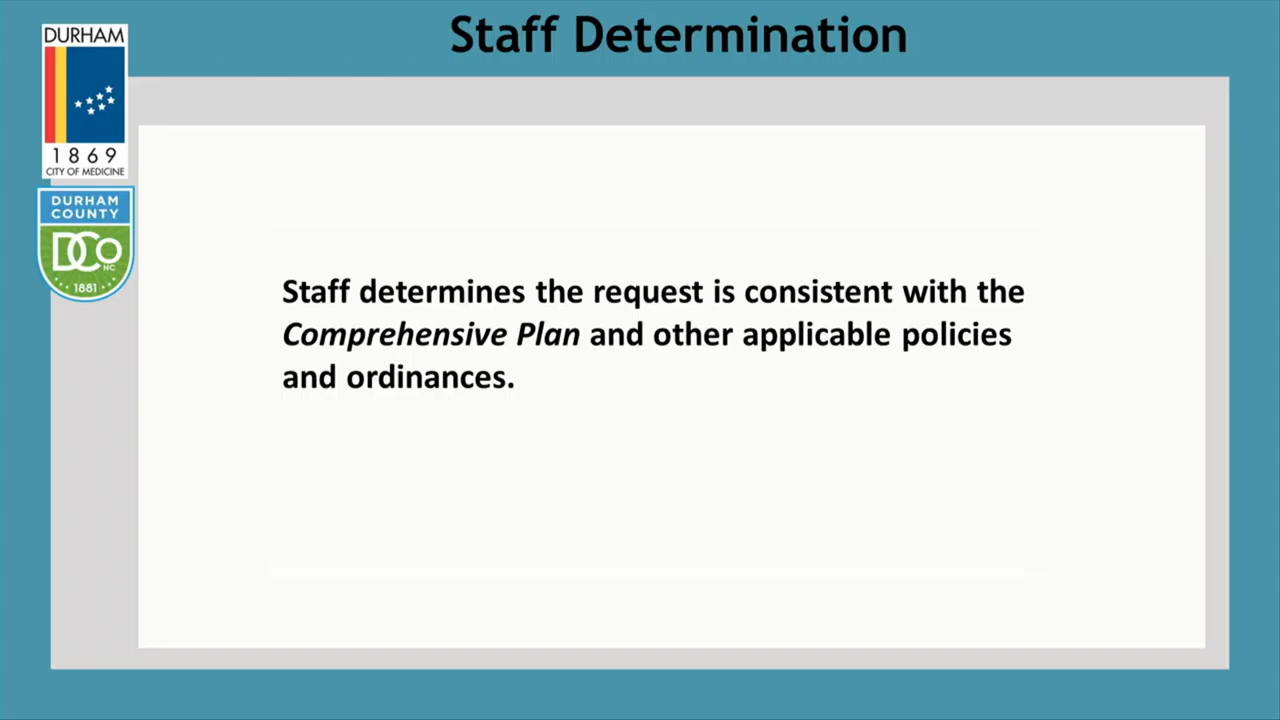 Staff Determination
DURHAM
1869
CITY OF MEDICINE
DURHAM
COUNTY
DCo
NC
1881
Staff determines the request is consistent with the
Comprehensive Plan and other applicable policies
and ordinances.